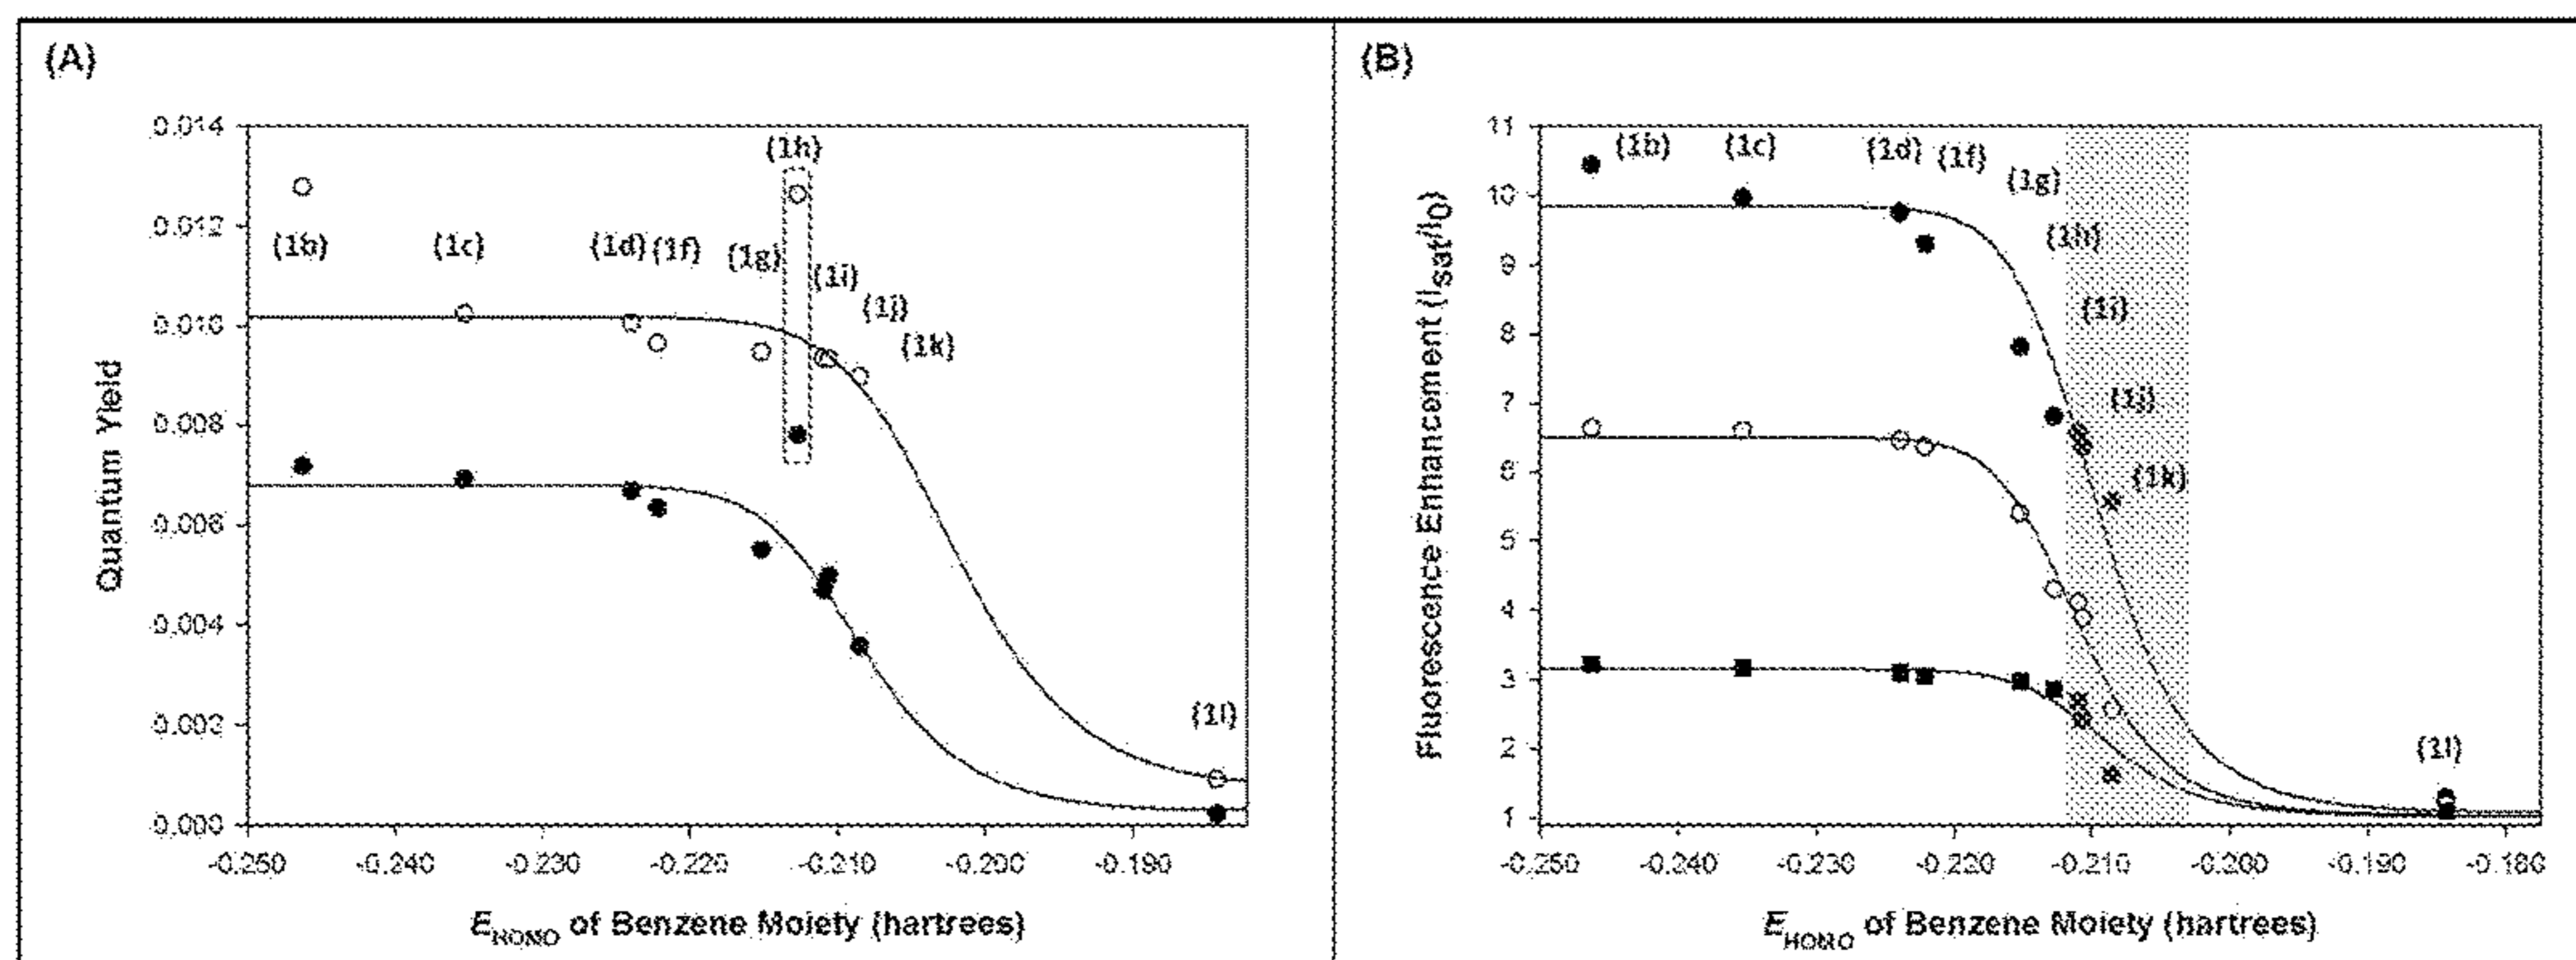 (A)
0.014
0.012
0.010
0.008
0.006
0.004
0.002
0.000
Quantum Yield
(1b)
(1c)
(1d)
(1f)
(1g)
(1h)
(1i)
(1j)
(1k)
(1l)
-0.250 -0.240 -0.230 -0.220 -0.210 -0.200 -0.190
EHOMO of Benzene Moiety (hartrees)
(B)
11
10
9
8
7
6
5
4
3
2
1
Fluorescence Enhancement (Isat/I0)
(1b)
(1c)
(1d)
(1f)
(1g)
(1h)
(1i)
(1j)
(1k)
(1l)
-0.250 -0.240 -0.230 -0.220 -0.210 -0.200 -0.190 -0.180
EHOMO of Benzene Moiety (hartrees)